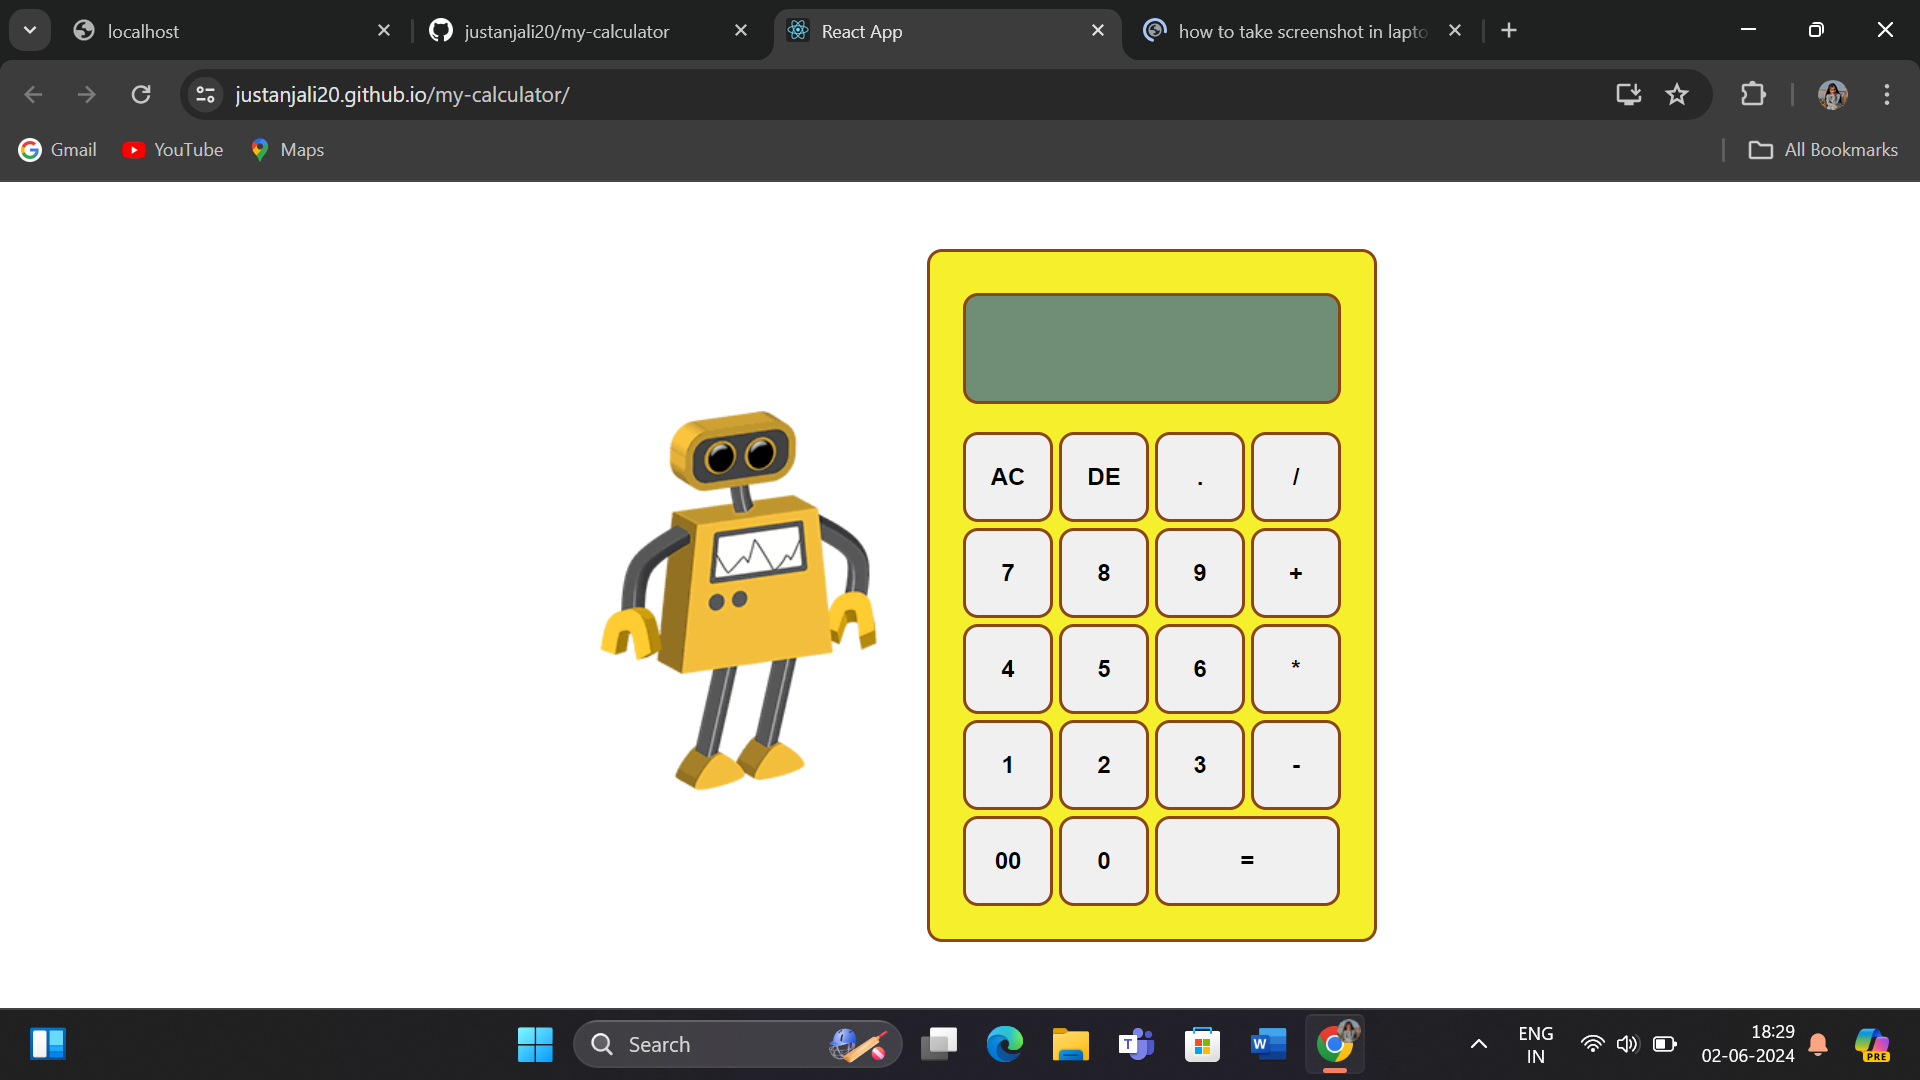 localhost
justanjali20/my-calculator
React App
how to take screenshot in lapto
justanjali20.github.io/my-calculator/
Gmail
YouTube
Maps
All Bookmarks
AC DE . /
7 8 9 +
4 5 6 *
1 2 3 -
00 0 =
Search
T
W
ENG
IN
18:29
02-06-2024
PRE